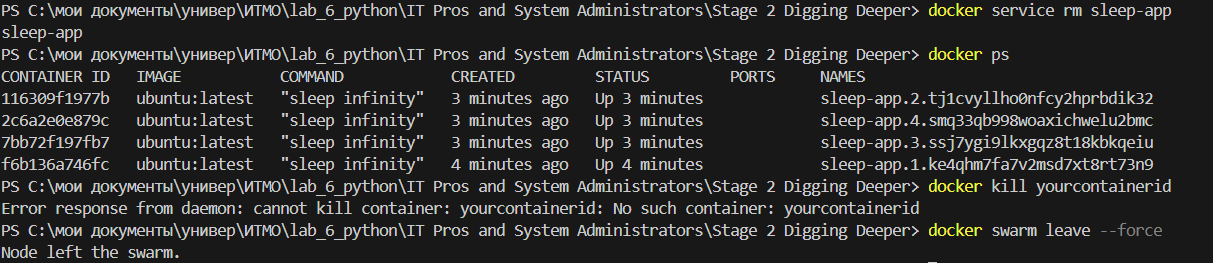 PS C:\мои документы\универ\ИТМО\lab_6_python\IT Pros and System Administrators\Stage 2 Digging Deeper> docker service rm sleep-app
sleep-app
PS C:\мои документы\универ\ИТМО\lab_6_python\IT Pros and System Administrators\Stage 2 Digging Deeper> docker ps
CONTAINER ID   IMAGE           COMMAND            CREATED         STATUS         PORTS     NAMES
116309f1977b   ubuntu:latest   "sleep infinity"   3 minutes ago   Up 3 minutes             sleep-app.2.tj1cvyllho0nfcy2hprbdik32
2c6a2e0e879c   ubuntu:latest   "sleep infinity"   3 minutes ago   Up 3 minutes             sleep-app.4.smq33qb998woaxichwelu2bmc
7bb72f197fb7   ubuntu:latest   "sleep infinity"   3 minutes ago   Up 3 minutes             sleep-app.3.ssj7ygi9lkxgqz8t18kbkqeiu
f6b136a746fc   ubuntu:latest   "sleep infinity"   4 minutes ago   Up 4 minutes             sleep-app.1.ke4qhm7fa7v2msd7xt8rt73n9
PS C:\мои документы\универ\ИТМО\lab_6_python\IT Pros and System Administrators\Stage 2 Digging Deeper> docker kill yourcontainerid
Error response from daemon: cannot kill container: yourcontainerid: No such container: yourcontainerid
PS C:\мои документы\универ\ИТМО\lab_6_python\IT Pros and System Administrators\Stage 2 Digging Deeper> docker swarm leave --force
Node left the swarm.